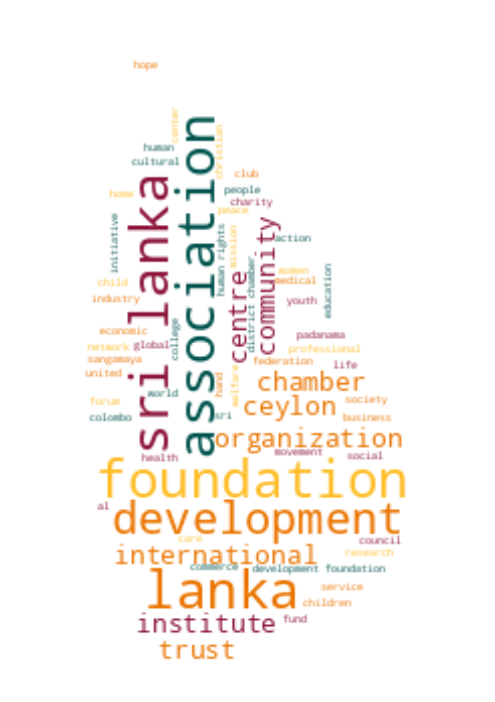 hope
center
association
christian
human
cultural
club
sri lanka
people
home
charity
peace
initiative
community
human rights
mission
action
centre
district chamber
education
women
child
medical
industry
youth
economic
college
padanama
network
global
professional
sangamaya
federation
life
united
hand
welfare
chamber
world
forum
ceylon
society
colombo
sri
business
organization
movement
health
social
foundation
al
development
care
council
international
research
commerce
development foundation
lanka
service
children
institute
fund
trust